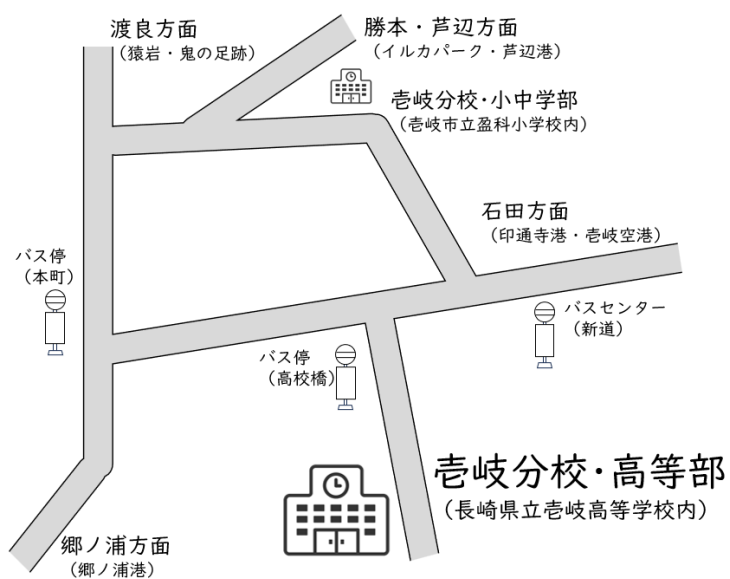 渡良方面
（猿岩・鬼の足跡）
勝本・芦辺方面
（イルカパーク・芦辺港）
壱岐分校・小中学部
（壱岐市立盈科小学校内）
石田方面
（印通寺港・壱岐空港）
バス停
（本町）
バスセンター
（新道）
バス停
（高校橋）
壱岐分校・高等部
（長崎県立壱岐高等学校内）
郷ノ浦方面
（郷ノ浦港）